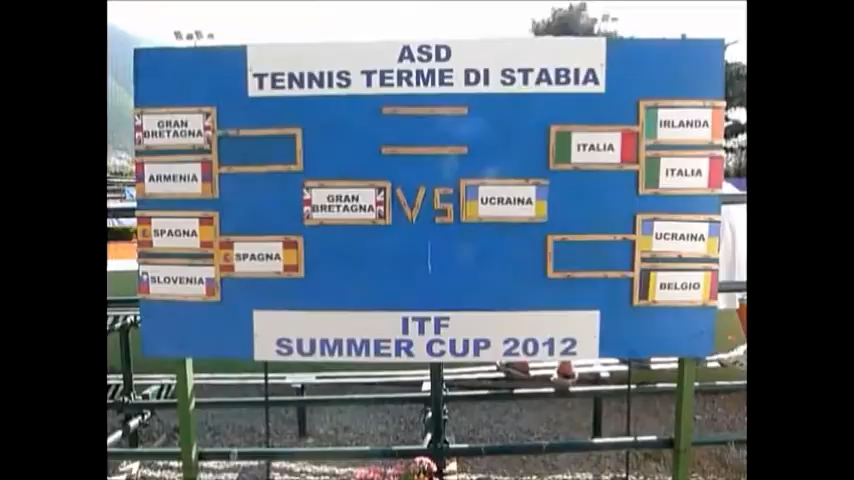 ASD
TENNIS TERME DI STABIA
GRAN
BRETAGNA
ARMENIA
SPAGNA
SLOVENIA
SPAGNA
GRAN
BRETAGNA
VS
UCRAINA
ITALIA
IRLANDA
ITALIA
UCRAINA
BELGIO
ITF
SUMMER CUP 2012